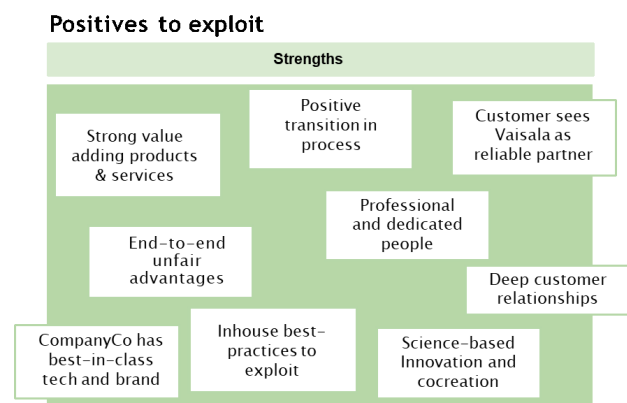 Positives to exploit
Strengths
Strong value
adding products
& services
Positive
transition in
process
Customer sees
Vaisala as
reliable partner
Professional
and dedicated
people
End-to-end
unfair
advantages
Deep customer
relationships
CompanyCo has
best-in-class
tech and brand
Inhouse best-
practices to
exploit
Science-based
Innovation and
cocreation